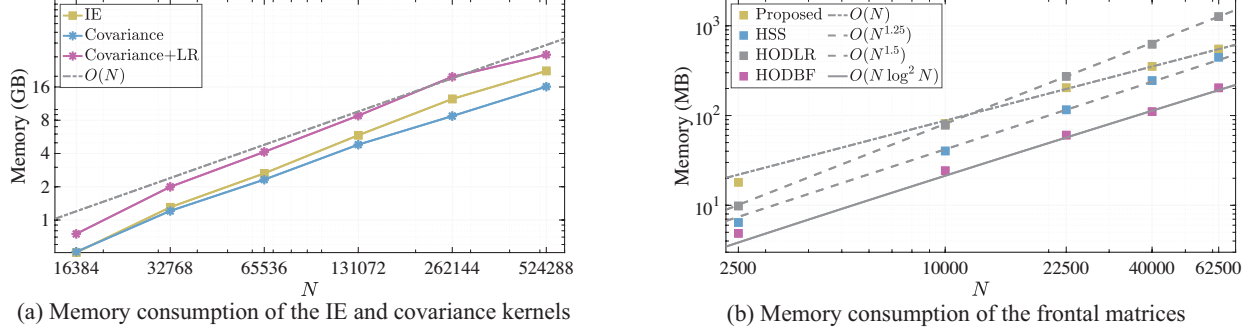 Memory (GB)
16
8
4
2
1
IE
Covariance
Covariance+LR
O(N)
16384 32768 65536 131072 262144 524288
N
(a) Memory consumption of the IE and covariance kernels
Memory (MB)
10^3
10^2
10^1
Proposed O(N)
HSS O(N^1.25)
HODLR O(N^1.5)
HODBF O(N log^2 N)
2500 10000 22500 40000 62500
N
(b) Memory consumption of the frontal matrices